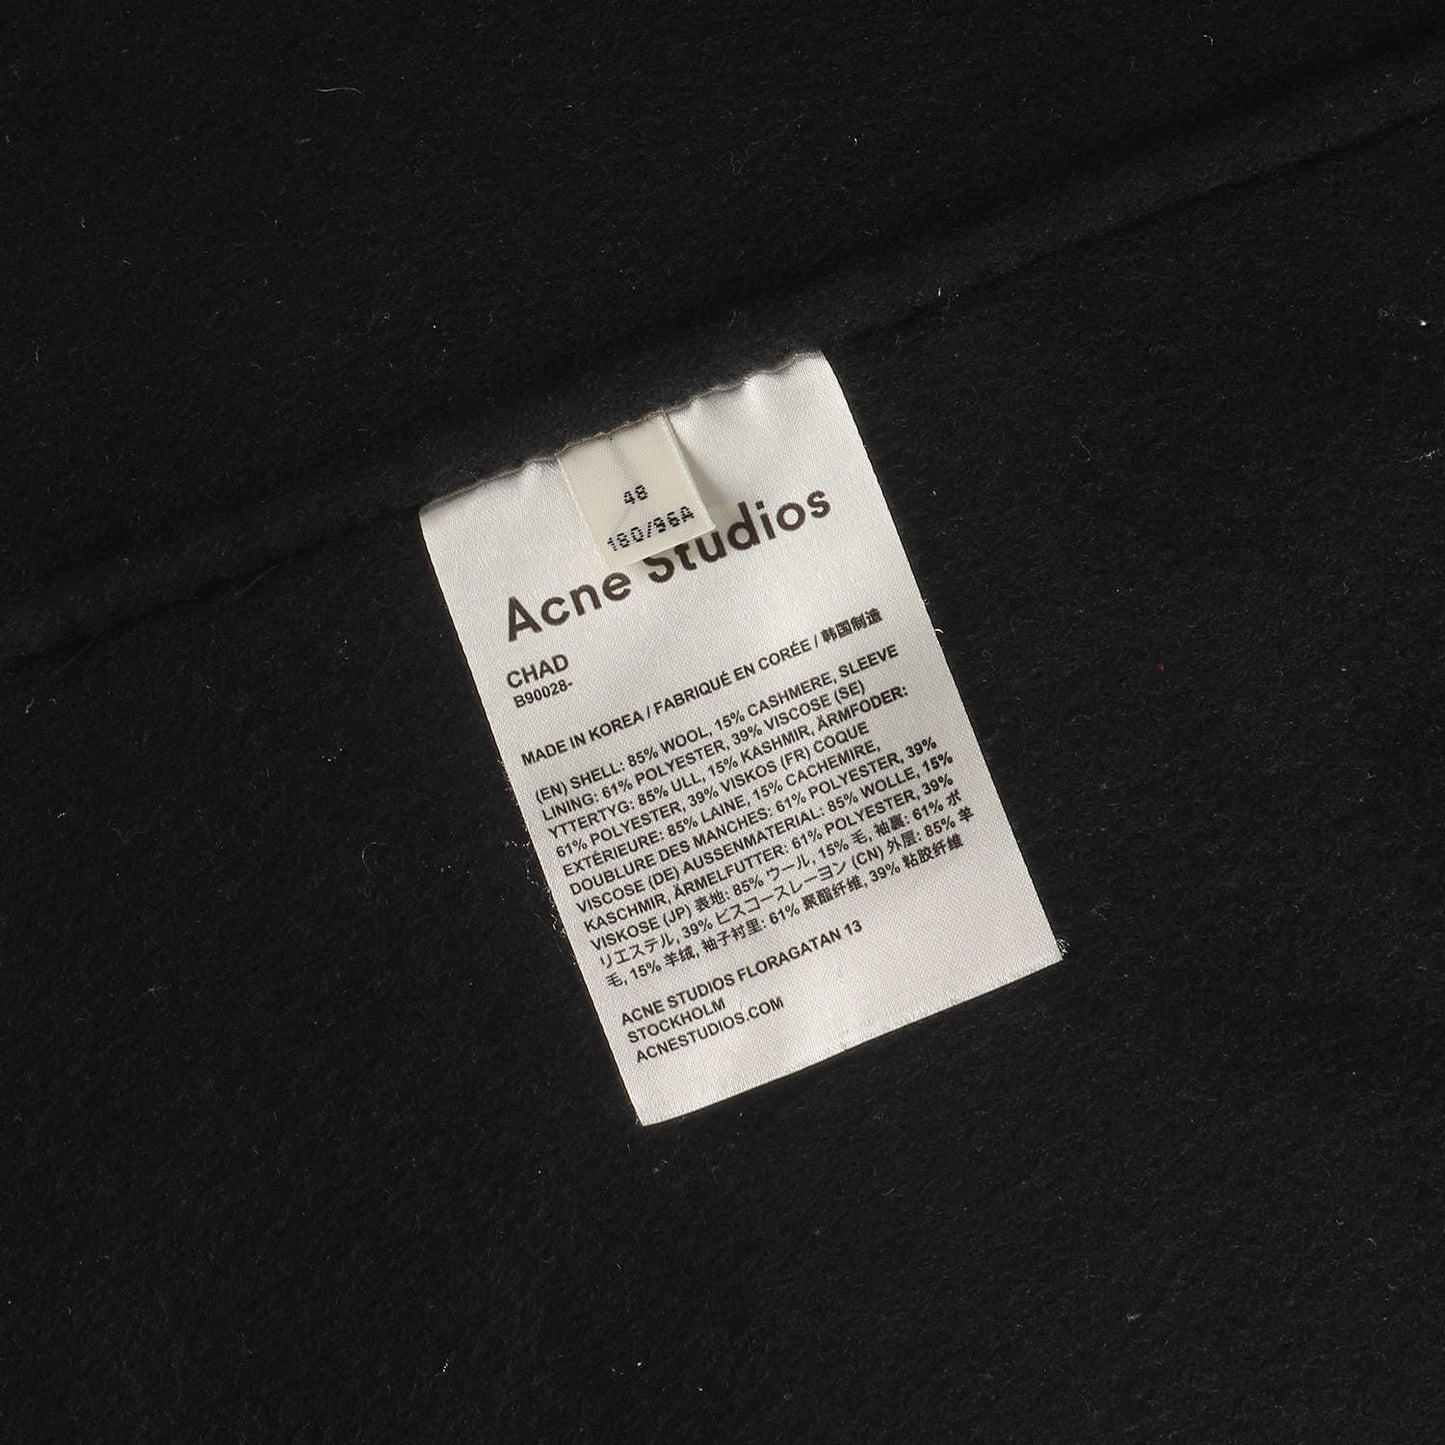 48
180/96A
Acne Studios
CHAD
B90028-
MADE IN KOREA / FABRIQUÉ EN CORÉE / 韩国制造
(EN) SHELL: 85% WOOL, 15% CASHMERE, SLEEVE
LINING: 61% POLYESTER, 39% VISCOSE (SE)
YTTERTYG: 85% ULL, 15% KASHMIR, ÄRMFODER:
61% POLYESTER, 39% VISKOS (FR) COQUE
EXTÉRIEURE: 85% LAINE, 15% CACHEMIRE,
DOUBLURE DES MANCHES: 61% POLYESTER, 39%
VISCOSE (DE) AUSSENMATERIAL: 85% WOLLE, 15%
KASCHMIR, ÄRMELFUTTER: 61% POLYESTER, 39%
VISKOSE (JP) 表地: 85% ウール, 15% 毛, 袖裏: 61% ポ
リエステル, 39% ビスコースレーヨン (CN) 外层: 85% 羊
毛, 15% 羊绒, 袖子衬里: 61% 聚酯纤维, 39% 粘胶纤维
ACNE STUDIOS FLORAGATAN 13
STOCKHOLM
ACNESTUDIOS.COM